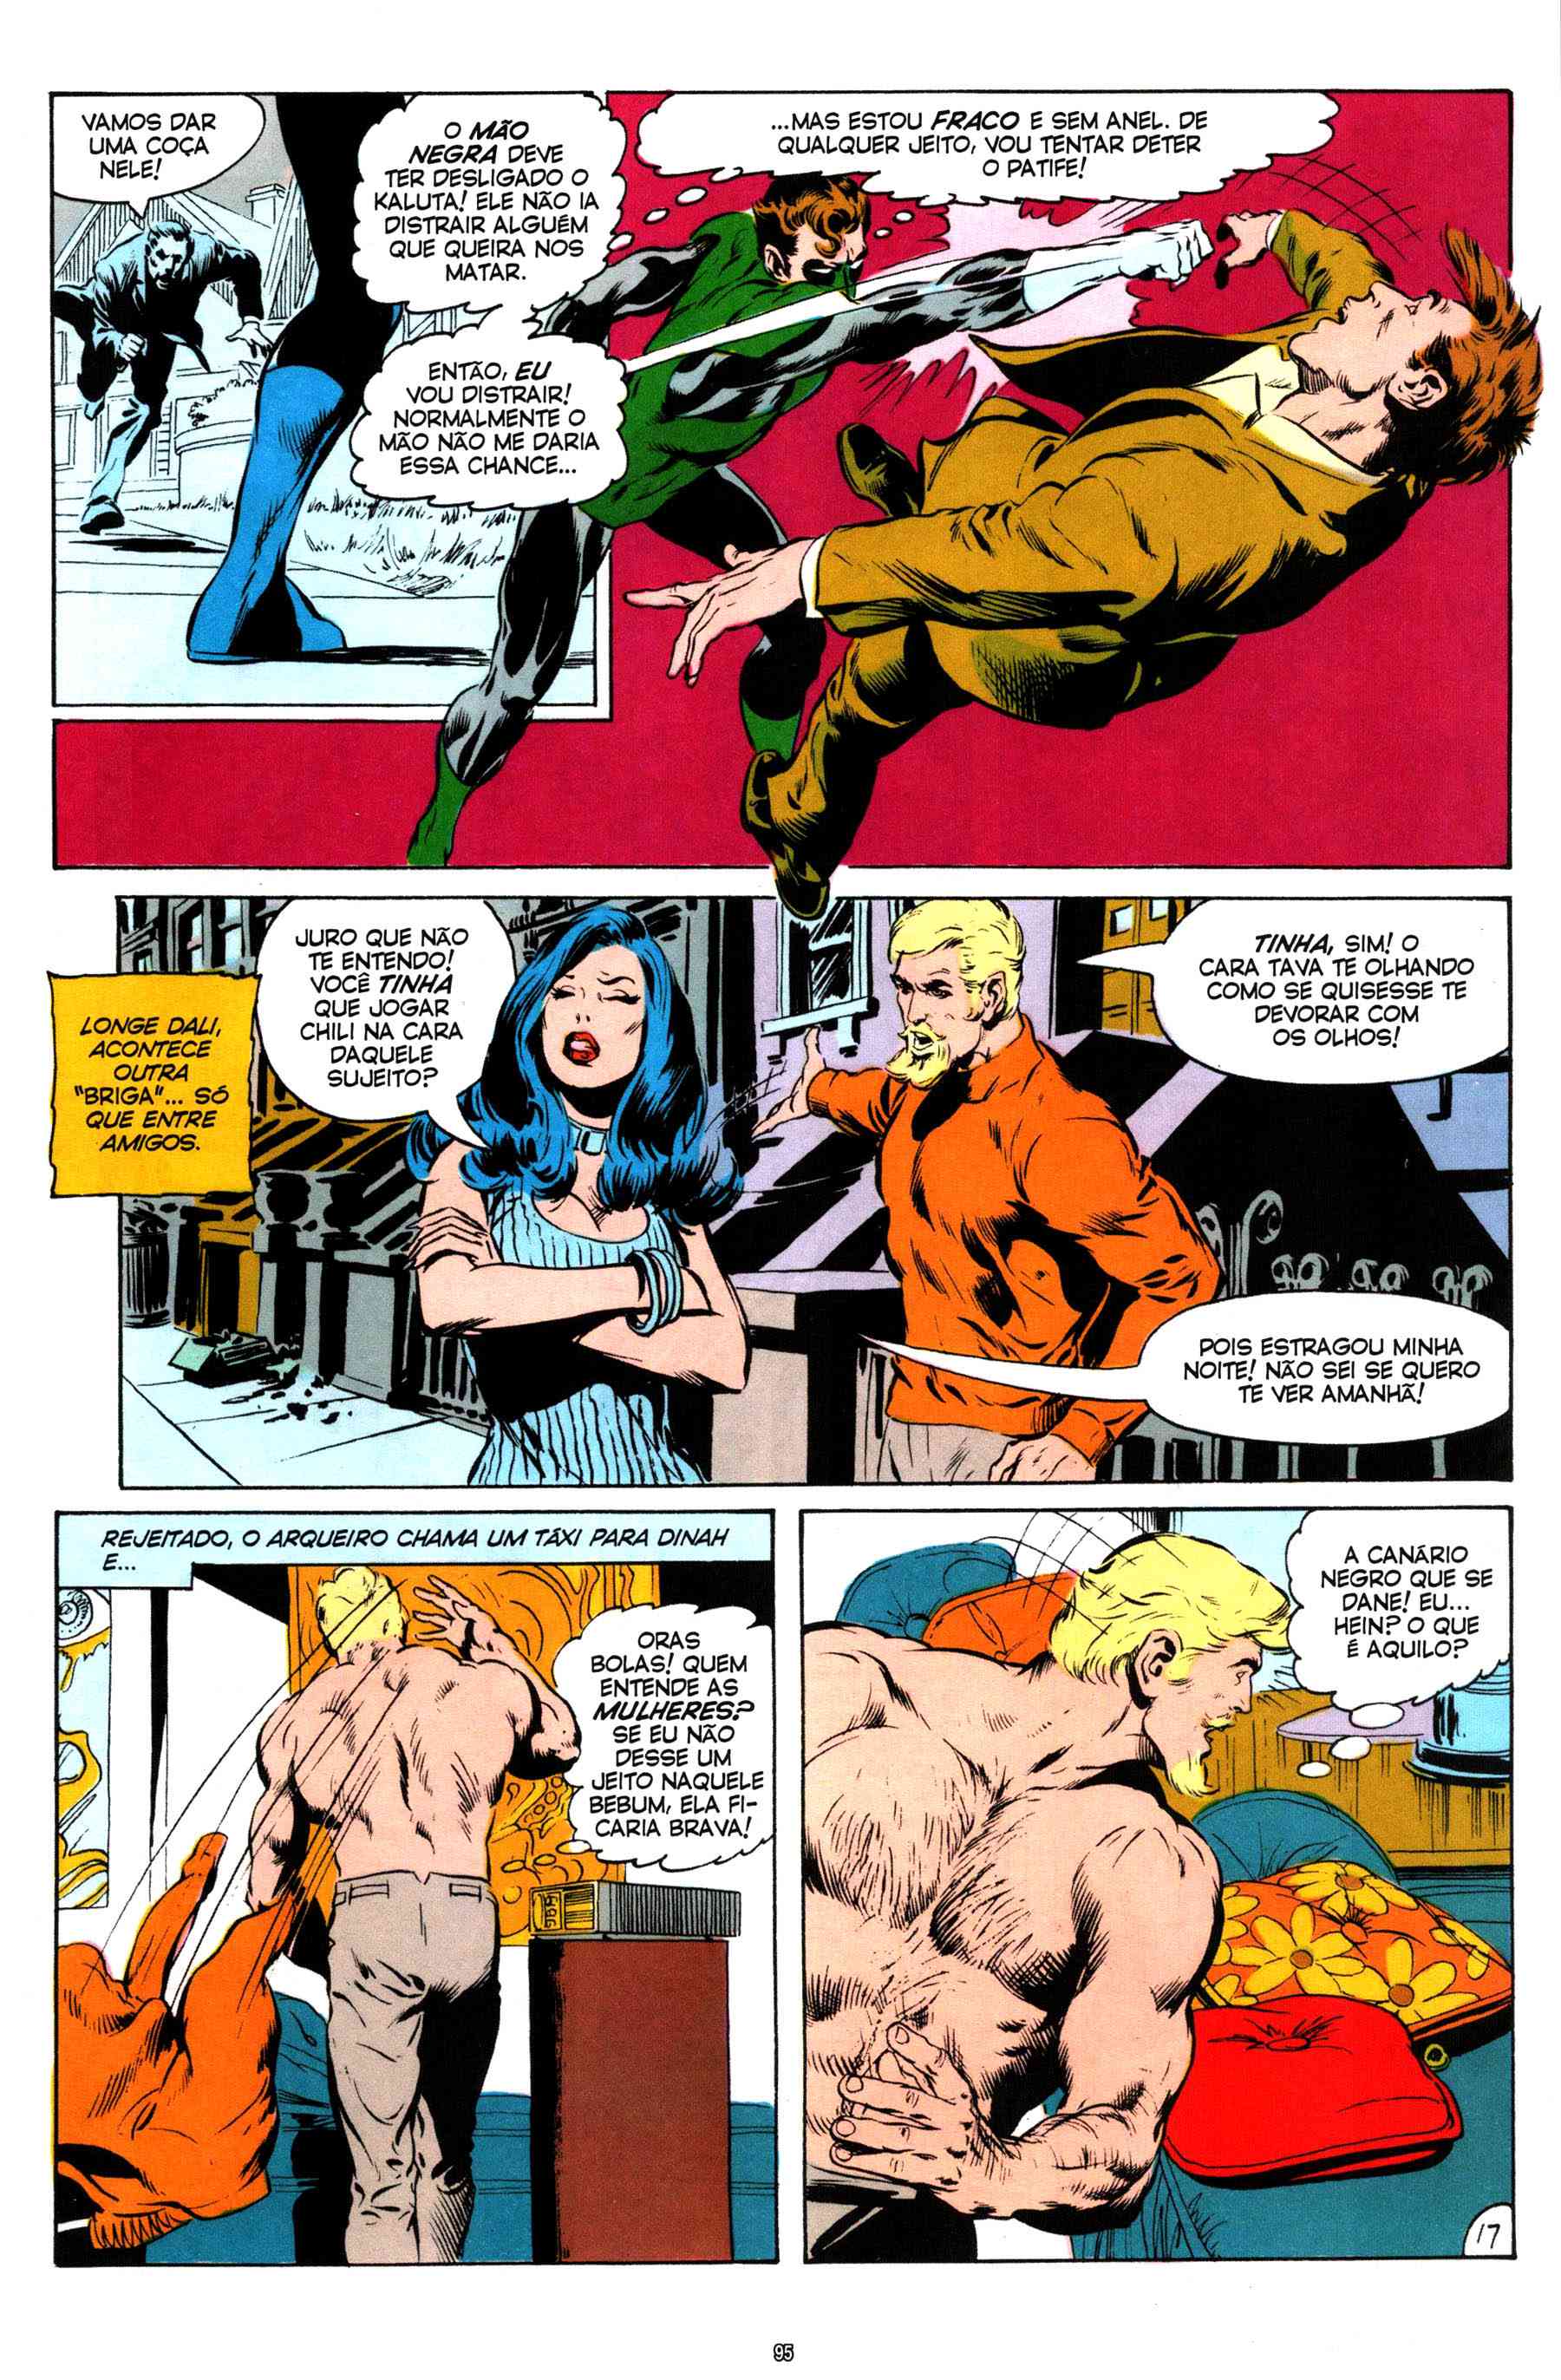 VAMOS DAR
UMA COÇA
NELE!
O MÃO
NEGRA DEVE
TER DESLIGADO O
KALUTA! ELE NÃO IA
DISTRAIR ALGUÉM
QUE QUEIRA NOS
MATAR.
ENTÃO, EU
VOU DISTRAIR!
NORMALMENTE O
MÃO NÃO ME DARIA
ESSA CHANCE...
...MAS ESTOU FRACO E SEM ANEL. DE
QUALQUER JEITO, VOU TENTAR DETER
O PATIFE!
LONGE DALI,
ACONTECE
OUTRA
"BRIGA"... SÓ
QUE ENTRE
AMIGOS.
JURO QUE NÃO
TE ENTENDO!
VOCÊ TINHA
QUE JOGAR
CHILI NA CARA
DAQUELE
SUJEITO?
TINHA, SIM! O
CARA TAVA TE OLHANDO
COMO SE QUISESSE TE
DEVORAR COM
OS OLHOS!
POIS ESTRAGOU MINHA
NOITE! NÃO SEI SE QUERO
TE VER AMANHÃ!
REJEITADO, O ARQUEIRO CHAMA UM TÁXI PARA DINAH
E...
ORAS
BOLAS! QUEM
ENTENDE AS
MULHERES?
SE EU NÃO
DESSE UM
JEITO NAQUELE
BEBUM, ELA FI-
CARIA BRAVA!
A CANÁRIO
NEGRO QUE SE
DANE! EU...
HEIN? O QUE
É AQUILO?
17
95